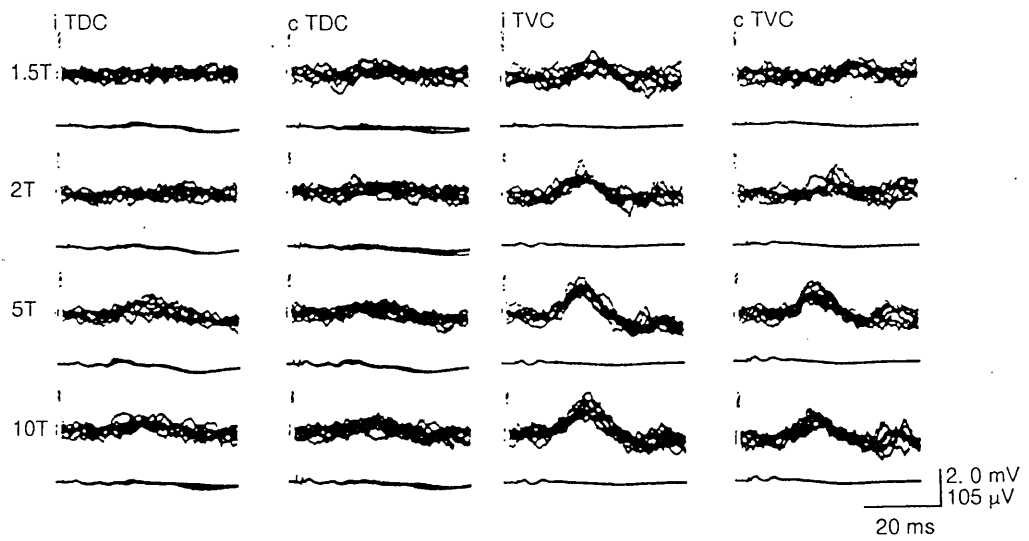 i TDC c TDC i TVC c TVC
1.5T
2T
5T
10T
2. 0 mV
105 µV
20 ms